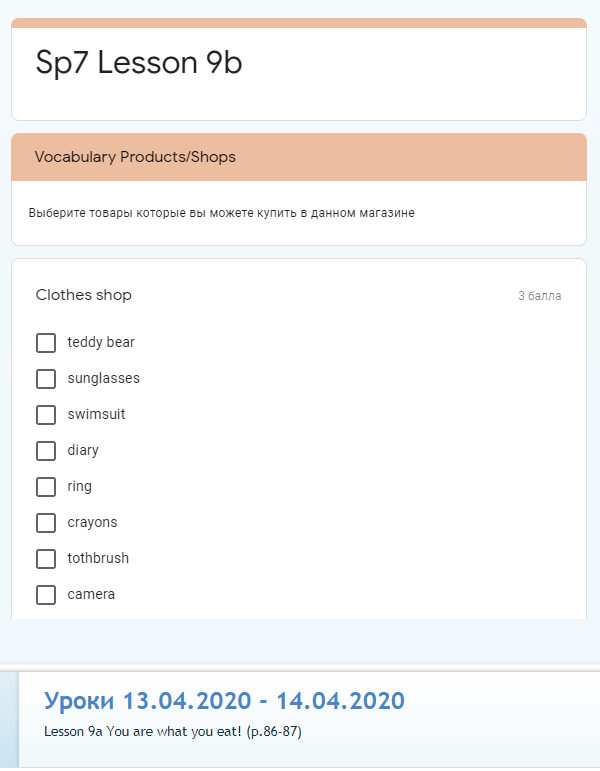 Sp7 Lesson 9b
Vocabulary Products/Shops
Выберите товары которые вы можете купить в данном магазине
Clothes shop
3 балла
teddy bear
sunglasses
swimsuit
diary
ring
crayons
tothbrush
camera
Уроки 13.04.2020 - 14.04.2020
Lesson 9a You are what you eat! (p.86-87)